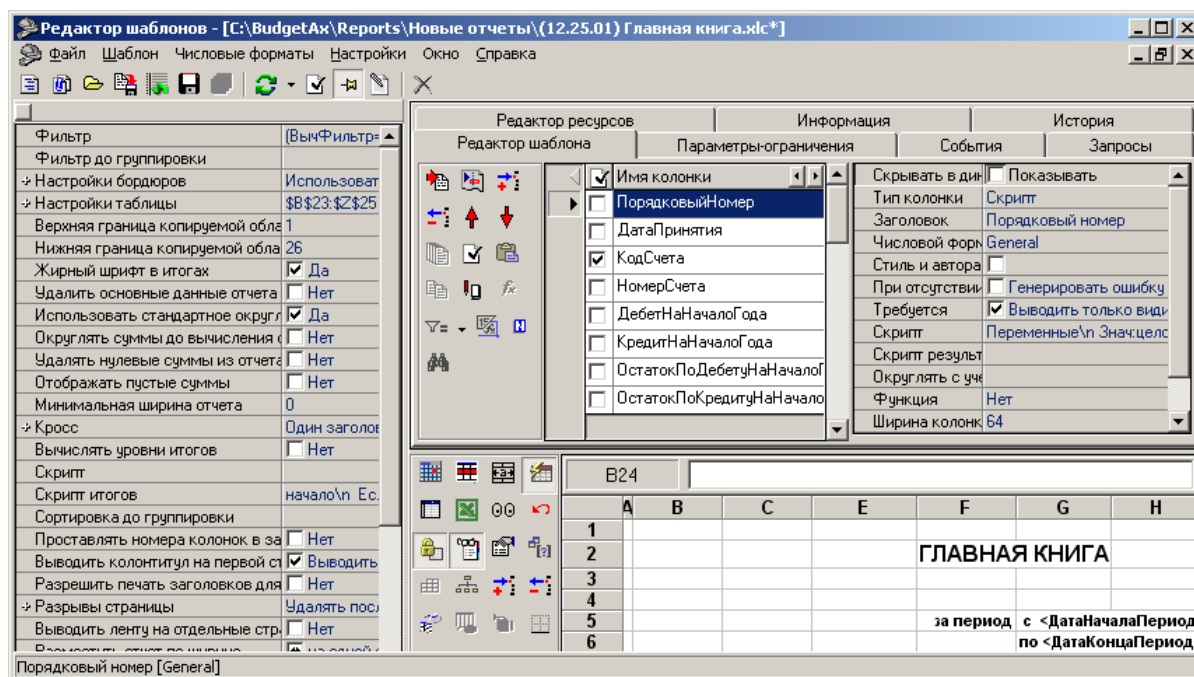 Редактор шаблонов - [C:\BudgetAx\Reports\Новые отчеты\(12.25.01) Главная книга.xlc*]
Файл Шаблон Числовые форматы Настройки Окно Справка
Фильтр (ВычФильтр=
Фильтр до группировки
Настройки бордюров Использоват
Настройки таблицы $B$23:$Z$25
Верхняя граница копируемой обла 1
Нижняя граница копируемой обла 26
Жирный шрифт в итогах Да
Удалить основные данные отчета Нет
Использовать стандартное округл Да
Округлять суммы до вычисления Нет
Удалять нулевые суммы из отчета Нет
Отображать пустые суммы Нет
Минимальная ширина отчета 0
Кросс Один заголов
Вычислять уровни итогов Нет
Скрипт
Скрипт итогов начало\n Ес
Сортировка до группировки
Проставлять номера колонок в за Нет
Выводить колонтитул на первой ст Выводить
Разрешить печать заголовков для Нет
Разрывы страницы Удалять посл
Выводить ленту на отдельные стр Нет
Порядковый номер [General]
Редактор ресурсов Информация История
Редактор шаблона Параметры-ограничения События Запросы
Имя колонки
ПорядковыйНомер
ДатаПринятия
КодСчета
НомерСчета
ДебетНаНачалоГода
КредитНаНачалоГода
ОстатокПоДебетуНаНачалоГ
ОстатокПоКредитуНаНачало
Скрывать в дин Показывать
Тип колонки Скрипт
Заголовок Порядковый номер
Числовой форм General
Стиль и автора
При отсутстви Генерировать ошибку
Требуется Выводить только види
Скрипт Переменные\n Знач:цело
Скрипт результ
Округлять с уче
Функция Нет
Ширина колонк 64
B24
A B C E F G H
1
2 ГЛАВНАЯ КНИГА
3
4
5 за период с <ДатаНачалаПериод
6 по <ДатаКонцаПериод